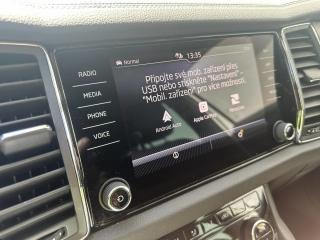 RADIO
MEDIA
PHONE
VOICE
Normal
13:35
Připojte své mob. zařízení přes
USB nebo stiskněte "Nastavení" -
"Mobil. zařízení" pro více možností.
Android Auto
Apple CarPlay